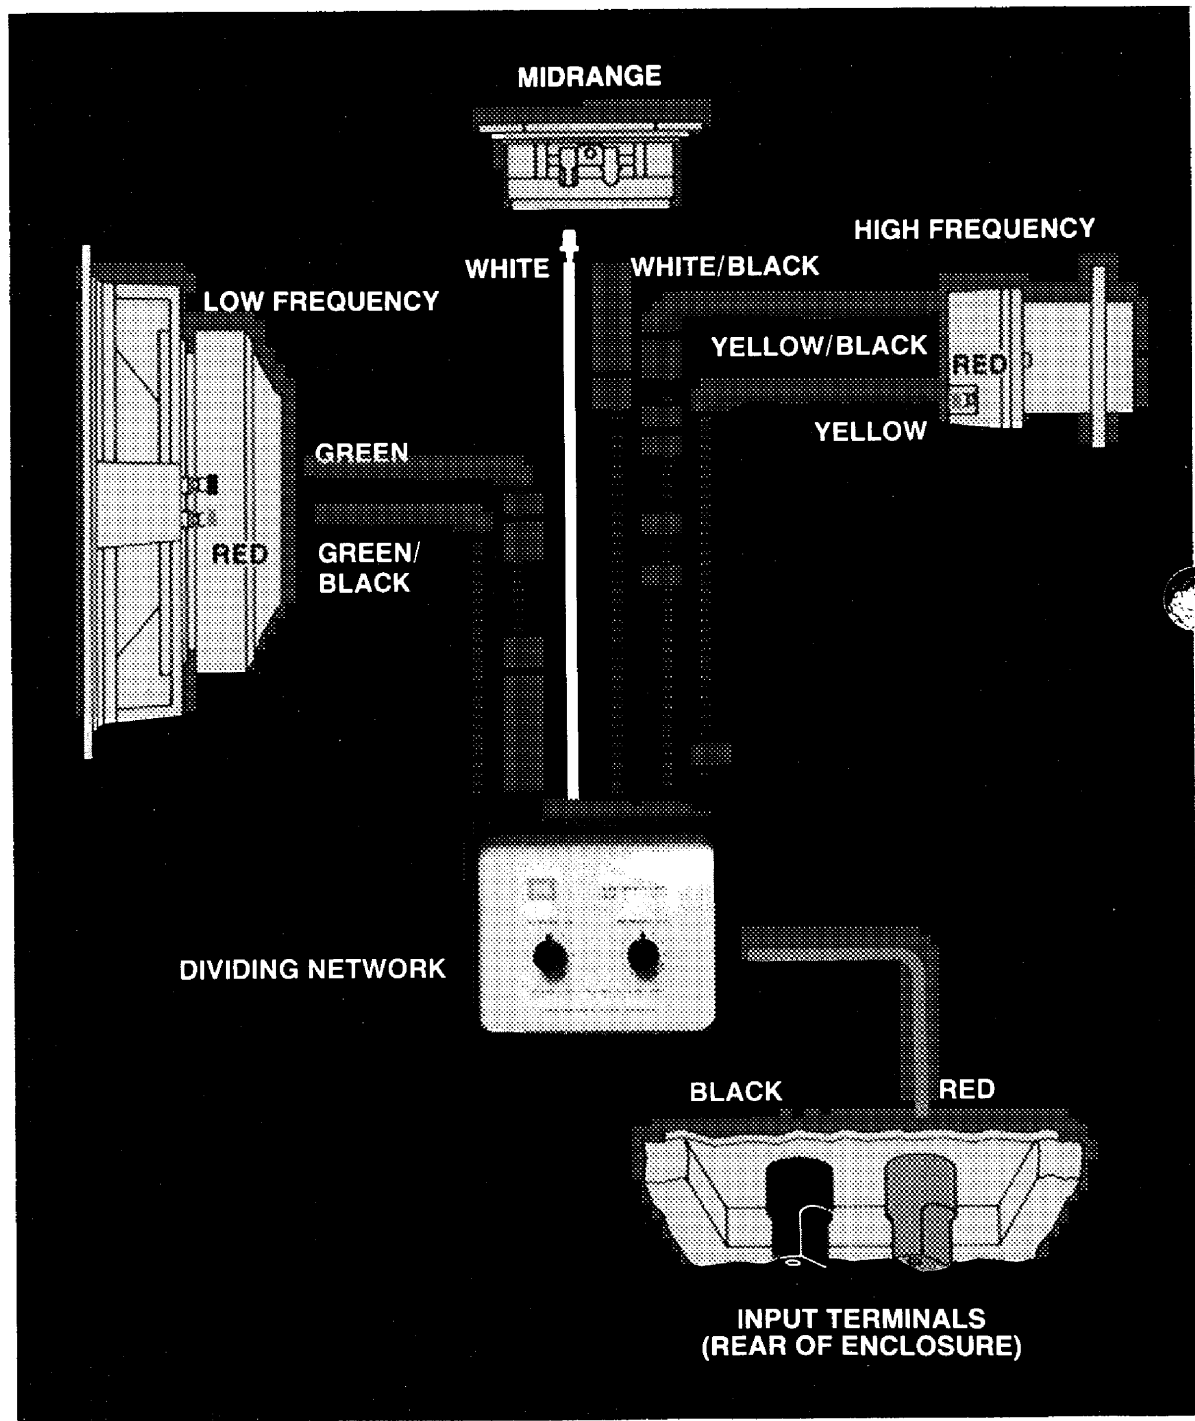 MIDRANGE
HIGH FREQUENCY
WHITE
WHITE/BLACK
LOW FREQUENCY
YELLOW/BLACK
RED
YELLOW
GREEN
RED
GREEN/
BLACK
DIVIDING NETWORK
BLACK
RED
INPUT TERMINALS
(REAR OF ENCLOSURE)